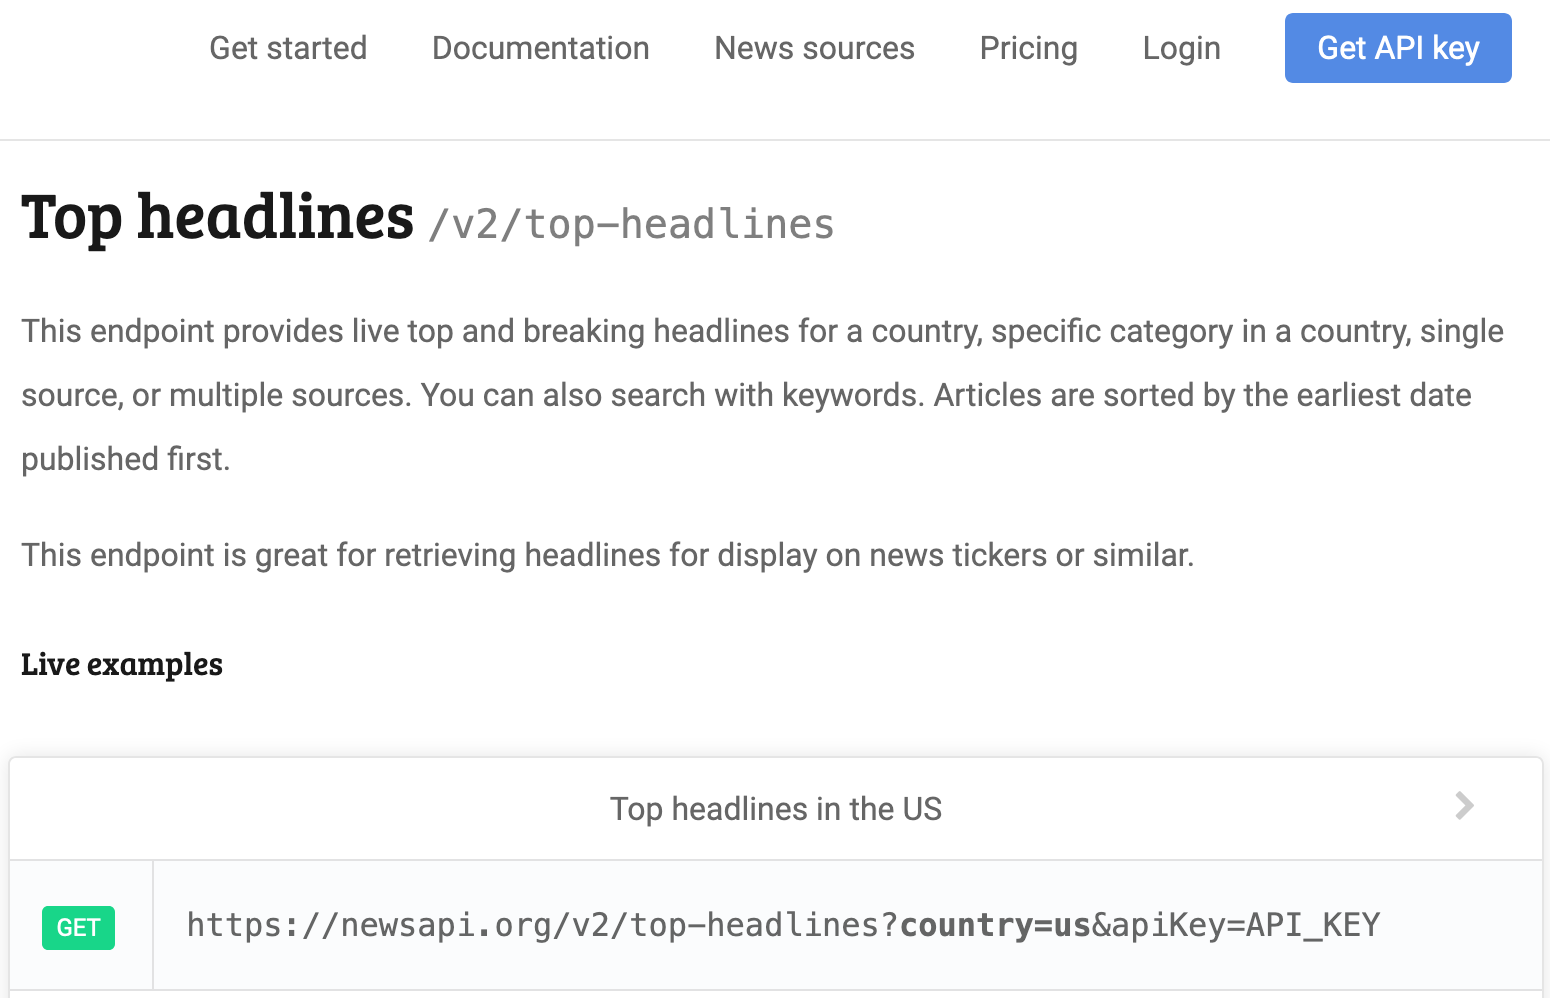 Get started Documentation News sources Pricing Login Get API key
Top headlines /v2/top-headlines
This endpoint provides live top and breaking headlines for a country, specific category in a country, single
source, or multiple sources. You can also search with keywords. Articles are sorted by the earliest date
published first.
This endpoint is great for retrieving headlines for display on news tickers or similar.
Live examples
Top headlines in the US
GET https://newsapi.org/v2/top-headlines?country=us&apiKey=API_KEY